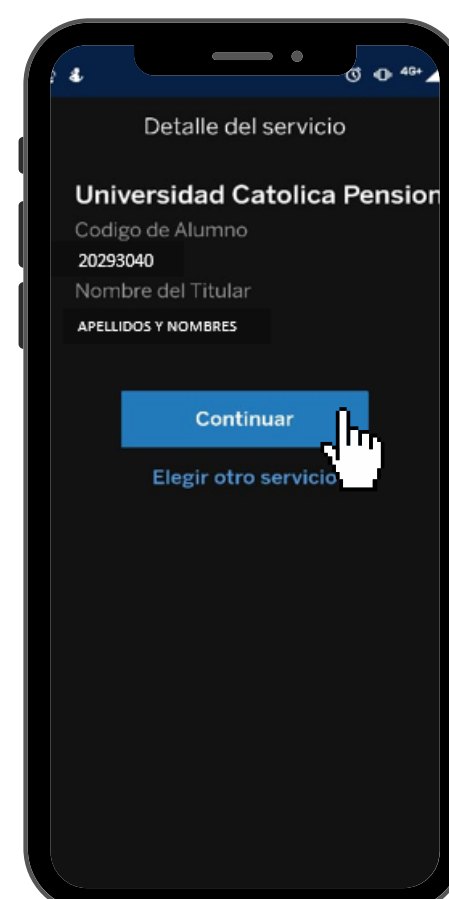 4G+
Detalle del servicio
Universidad Catolica Pension
Codigo de Alumno
20293040
Nombre del Titular
APELLIDOS Y NOMBRES
Continuar
Elegir otro servicio